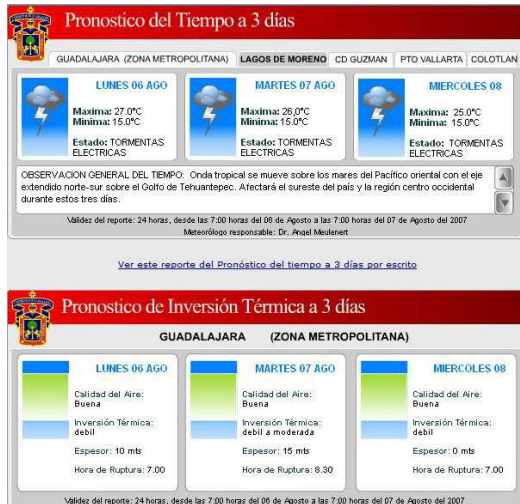 Pronostico del Tiempo a 3 días
GUADALAJARA (ZONA METROPOLITANA) LAGOS DE MORENO CD GUZMAN PTO VALLARTA COLOTLAN
LUNES 06 AGO
Maxima: 27.0ºC
Minima: 15.0ºC
Estado: TORMENTAS
ELECTRICAS
MARTES 07 AGO
Maxima: 26,0ºC
Minima: 15.0ºC
Estado: TORMENTAS
ELECTRICAS
MIERCOLES 08
Maxima: 25.0ºC
Minima: 15.0ºC
Estado: TORMENTAS
ELECTRICAS
OBSERVACION GENERAL DEL TIEMPO: Onda tropical se mueve sobre los mares del Pacífico oriental con el eje
extendido norte-sur sobre el Golfo de Tehuantepec. Afectará el sureste del país y la región centro occidental
durante estos tres días.
Validez del reporte: 24 horas, desde las 7:00 horas del 06 de Agosto a las 7:00 horas del 07 de Agosto del 2007
Meteorólogo responsable: Dr. Angel Meulenert
Ver este reporte del Pronóstico del tiempo a 3 días por escrito
Pronostico de Inversión Térmica a 3 días
GUADALAJARA (ZONA METROPOLITANA)
LUNES 06 AGO
Calidad del Aire:
Buena
Inversión Térmica:
debil
Espesor: 10 mts
Hora de Ruptura: 7.00
MARTES 07 AGO
Calidad del Aire:
Buena
Inversión Térmica:
debil a moderada
Espesor: 15 mts
Hora de Ruptura: 8.30
MIERCOLES 08
Calidad del Aire:
Buena
Inversión Térmica:
debil
Espesor: 0 mts
Hora de Ruptura: 7.00
Validez del reporte: 24 horas, desde las 7:00 horas del 06 de Agosto a las 7:00 horas del 07 de Agosto del 2007